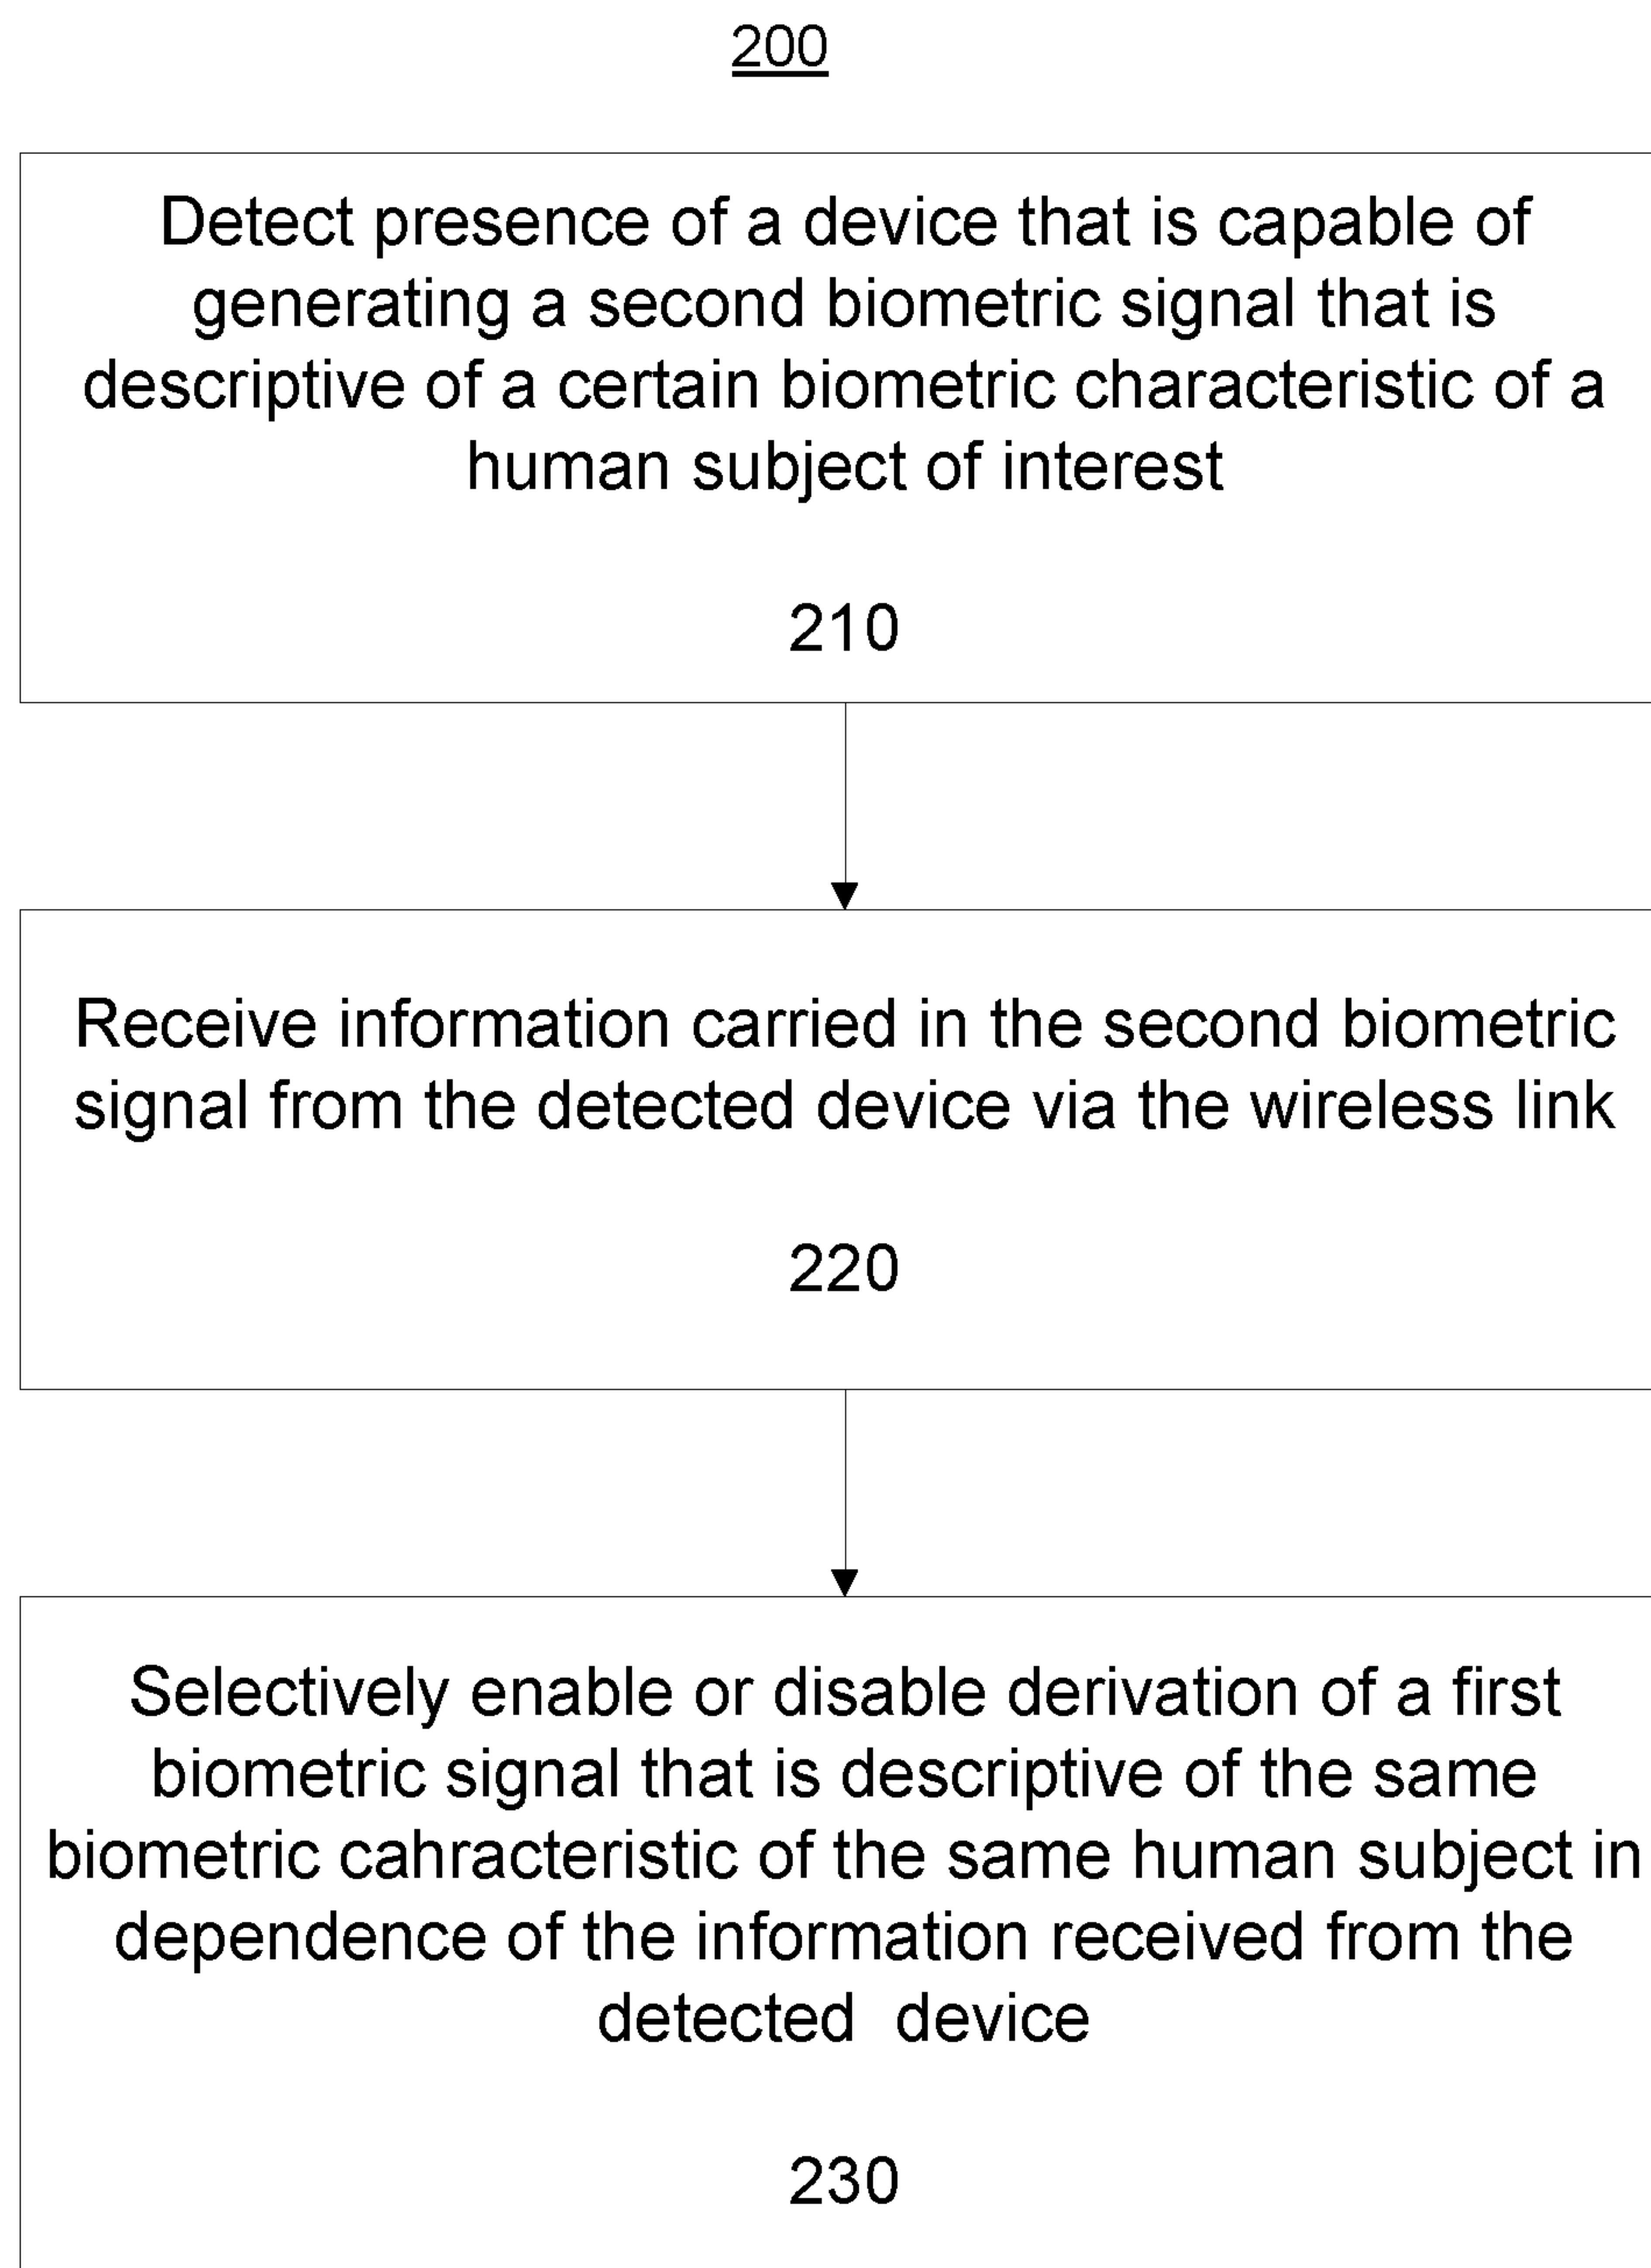 200
Detect presence of a device that is capable of
generating a second biometric signal that is
descriptive of a certain biometric characteristic of a
human subject of interest
210
Receive information carried in the second biometric
signal from the detected device via the wireless link
220
Selectively enable or disable derivation of a first
biometric signal that is descriptive of the same
biometric cahracteristic of the same human subject in
dependence of the information received from the
detected device
230